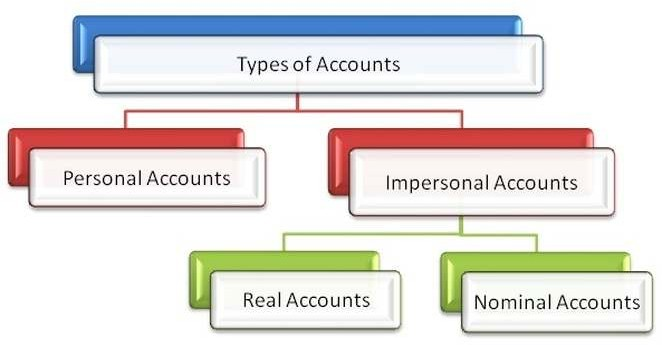 Types of Accounts
Personal Accounts
Impersonal Accounts
Real Accounts
Nominal Accounts